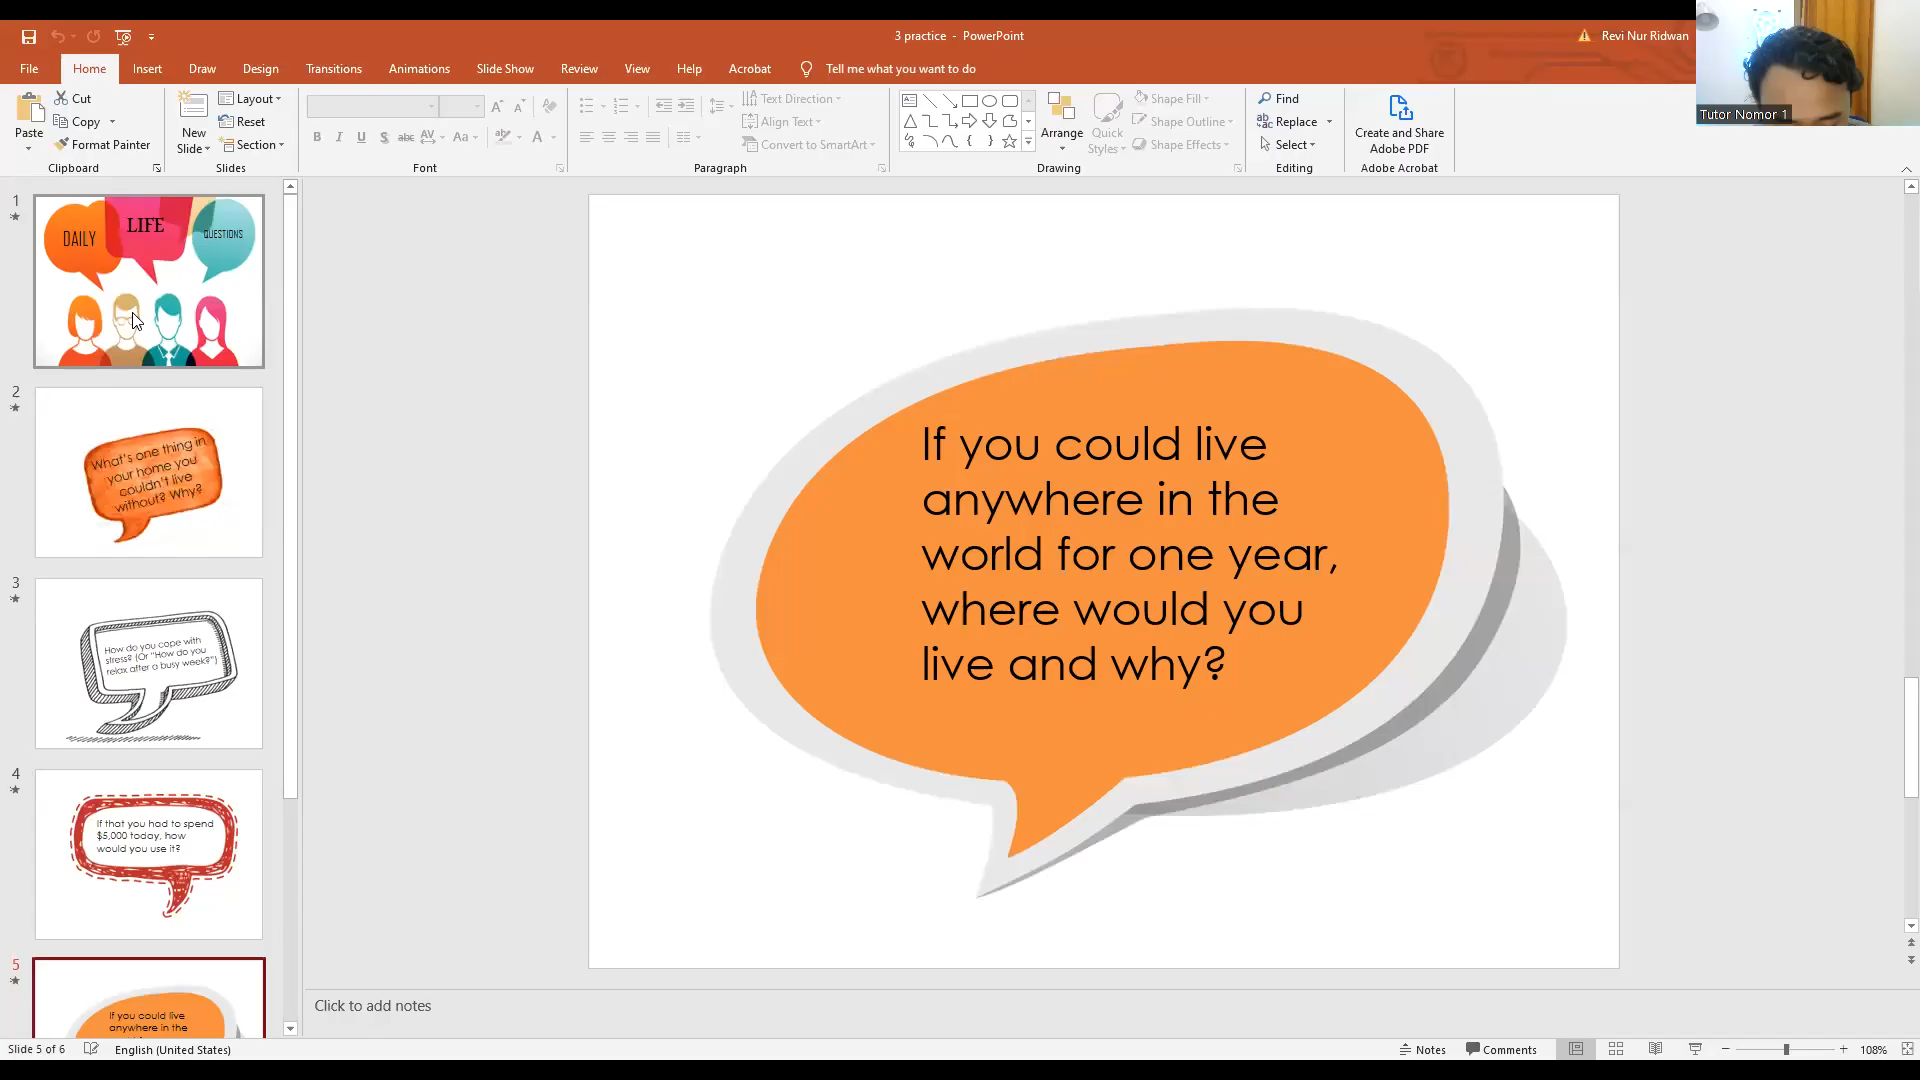 3 practice - PowerPoint
Revi Nur Ridwan
File Home Insert Draw Design Transitions Animations Slide Show Review View Help Acrobat Tell me what you want to do
Paste
Cut
Copy
Format Painter
Clipboard
New
Slide
Layout
Reset
Section
Slides
Font
Text Direction
Align Text
Convert to SmartArt
Paragraph
Arrange
Quick
Styles
Shape Fill
Shape Outline
Shape Effects
Drawing
Find
Replace
Select
Editing
Create and Share
Adobe PDF
Adobe Acrobat
Tutor Nomor 1
1
DAILY
LIFE
QUESTIONS
2
What's one thing in
your home you
couldn't live
without? Why?
3
How do you cope with
stress? (Or "How do you
relax after a busy week?")
4
If that you had to spend
$5,000 today, how
would you use it?
5
If you could live
anywhere in the
If you could live
anywhere in the
world for one year,
where would you
live and why?
Click to add notes
Slide 5 of 6
English (United States)
Notes
Comments
108%